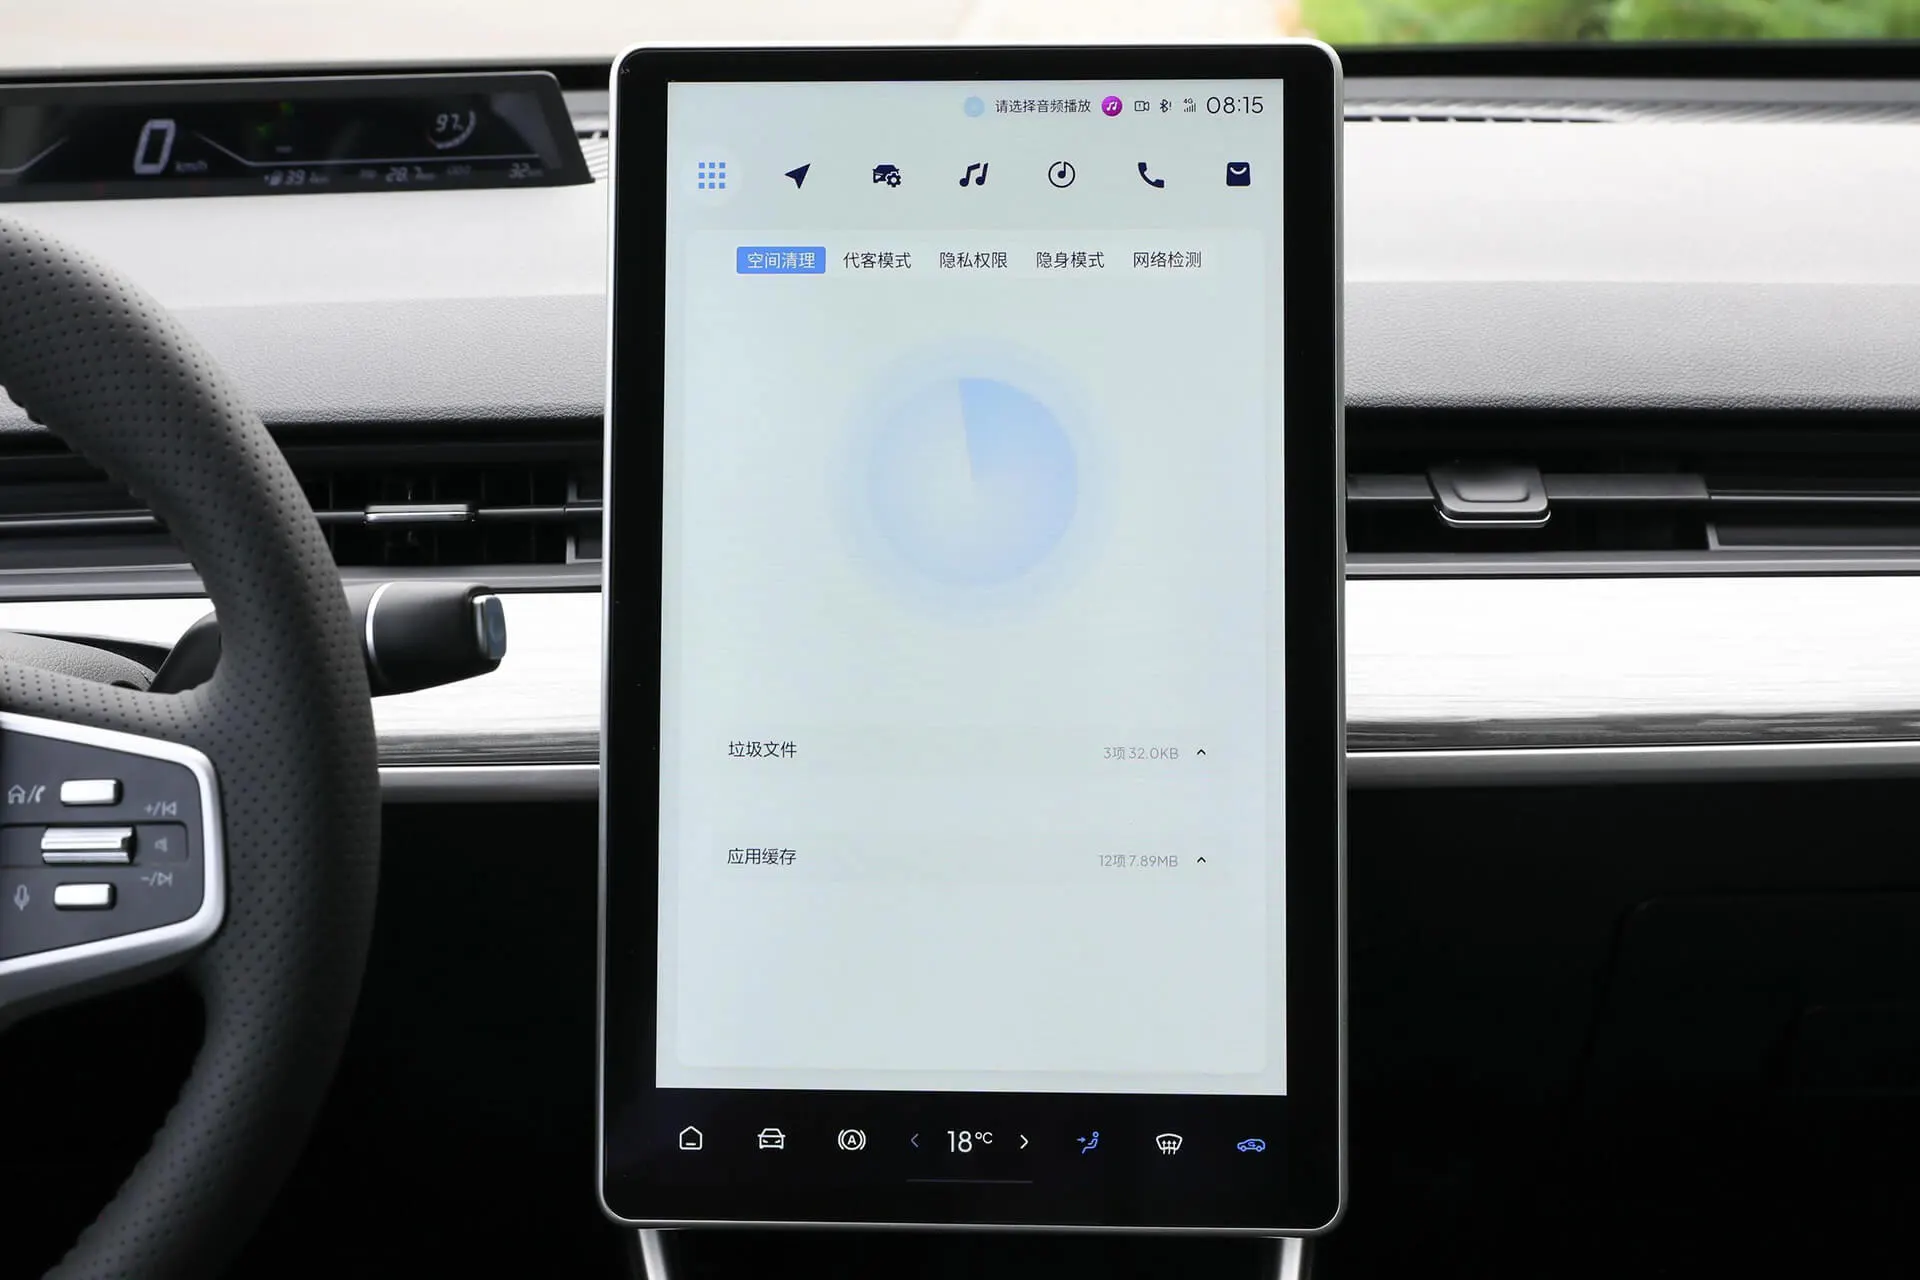 请选择音频播放 4G 08:15
空间清理 代客模式 隐私权限 隐身模式 网络检测
垃圾文件 3项 32.0KB
应用缓存 12项 7.89MB
A 18°C
0 km/h
97